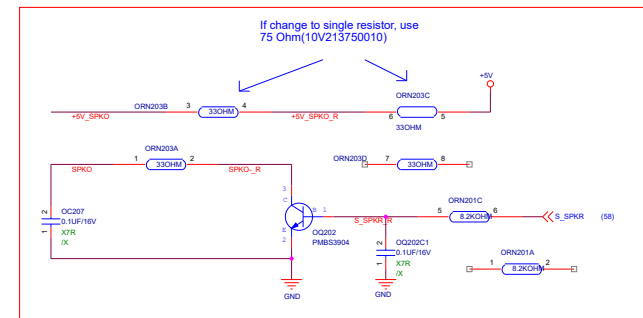 If change to single resistor, use
75 Ohm(10V213750010)
+5V
ORN203B
3
4
33OHM
+5V_SPKO
+5V_SPKO_R
ORN203C
6
5
33OHM
ORN203A
1
2
33OHM
SPKO
SPKO-_R
ORN203D
7
8
33OHM
3
C
B
1
E
2
OQ202
PMBS3904
S_SPKR_R
ORN201C
5
6
8.2KOHM
S_SPKR
(58)
2
1
OC207
0.1UF/16V
X7R
/X
2
1
OQ202C1
0.1UF/16V
X7R
/X
ORN201A
1
2
8.2KOHM
GND
GND